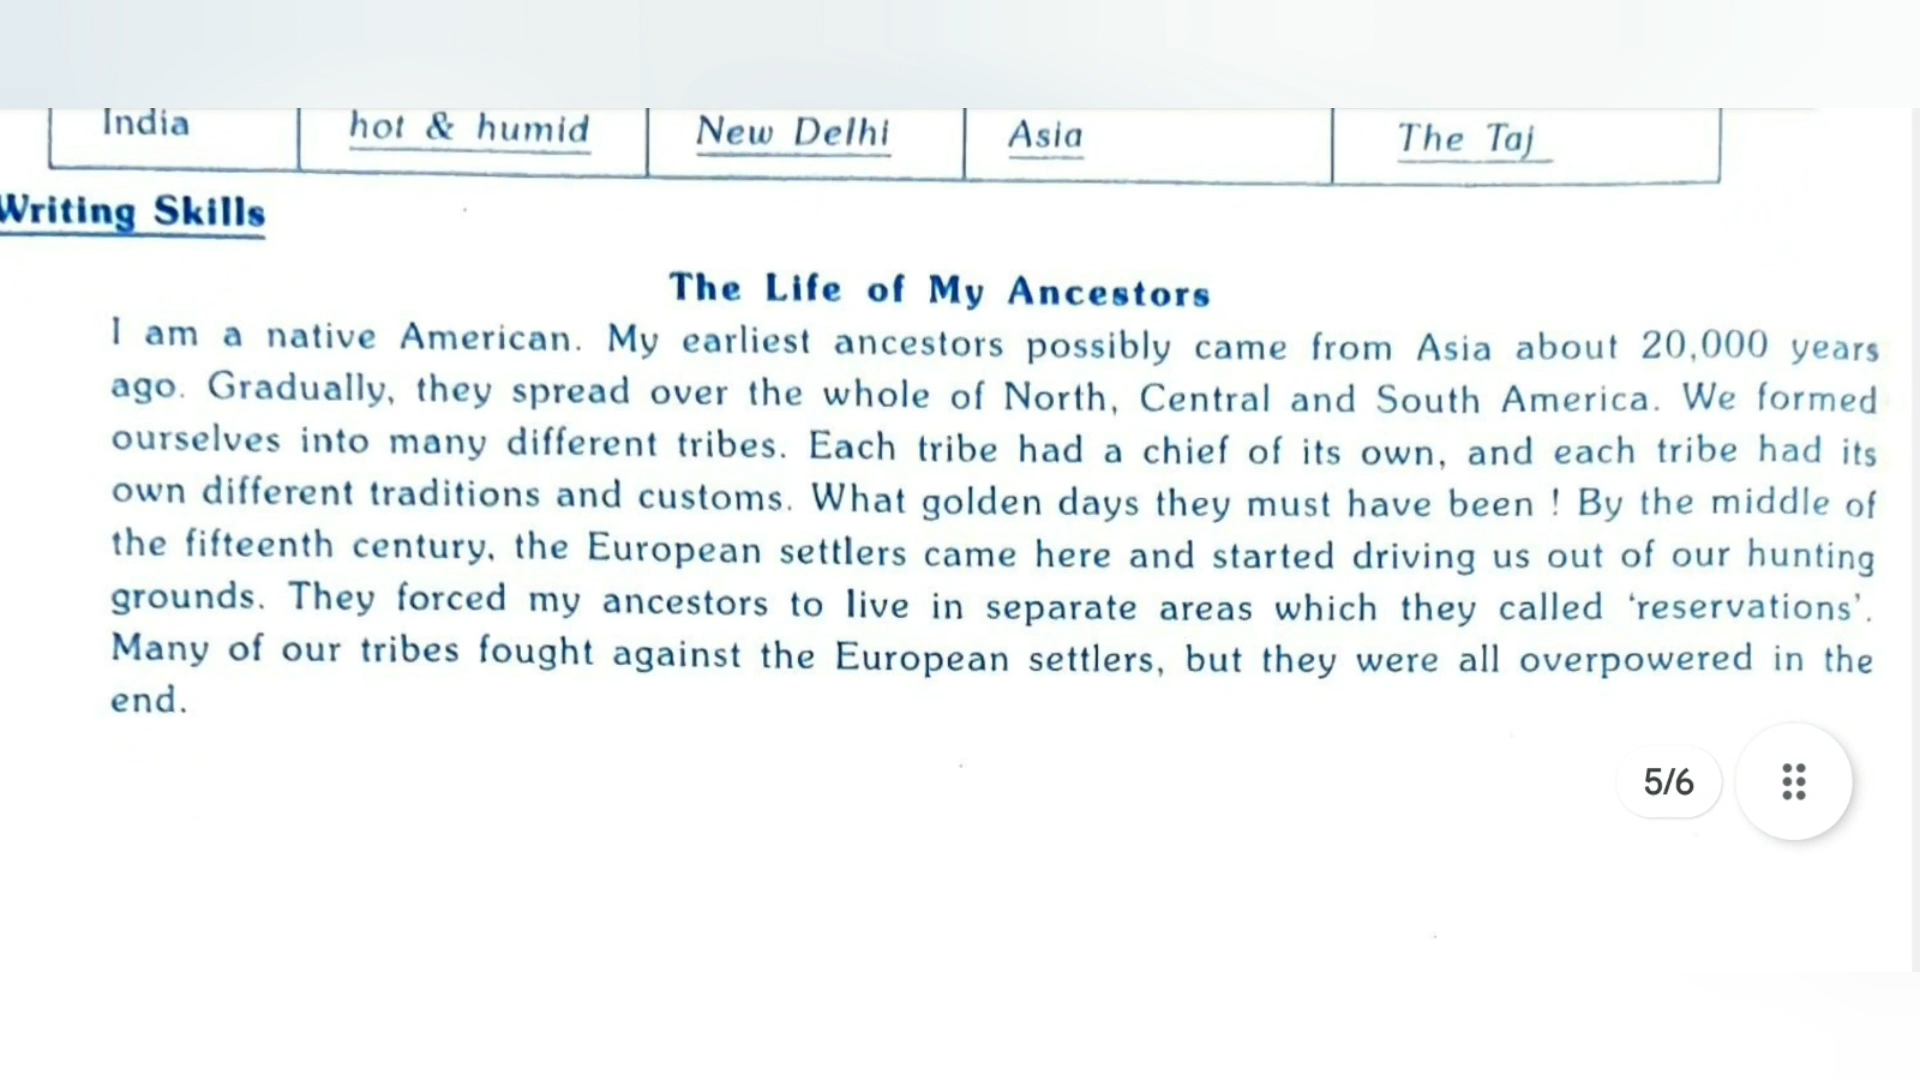 India hot & humid New Delhi Asia The Taj
Writing Skills
The Life of My Ancestors
I am a native American. My earliest ancestors possibly came from Asia about 20,000 years
ago. Gradually, they spread over the whole of North, Central and South America. We formed
ourselves into many different tribes. Each tribe had a chief of its own, and each tribe had its
own different traditions and customs. What golden days they must have been ! By the middle of
the fifteenth century, the European settlers came here and started driving us out of our hunting
grounds. They forced my ancestors to live in separate areas which they called ‘reservations’.
Many of our tribes fought against the European settlers, but they were all overpowered in the
end.
5/6